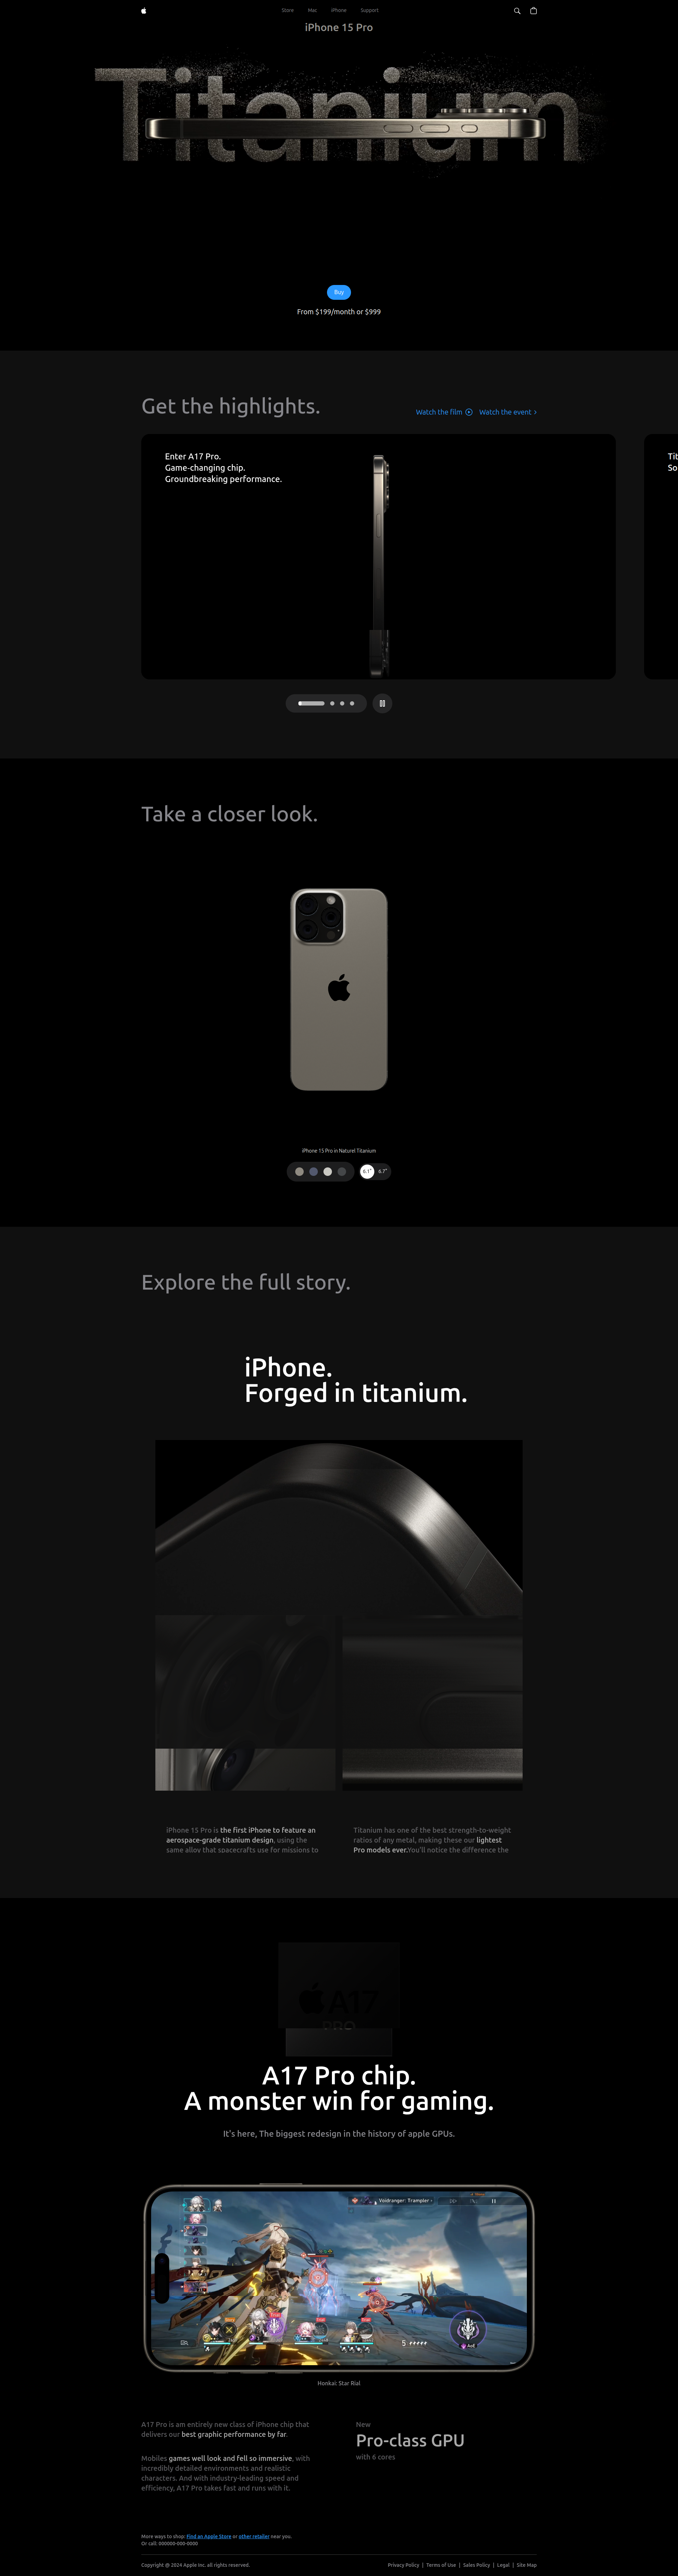 Store Mac iPhone Support
iPhone 15 Pro
Titanium
Buy
From $199/month or $999
Get the highlights.
Watch the film Watch the event
Enter A17 Pro.
Game-changing chip.
Groundbreaking performance.
Tit
So
Take a closer look.
iPhone 15 Pro in Naturel Titanium
6.1" 6.7"
Explore the full story.
iPhone.
Forged in titanium.
iPhone 15 Pro is the first iPhone to feature an
aerospace-grade titanium design, using the
same alloy that spacecrafts use for missions to
Titanium has one of the best strength-to-weight
ratios of any metal, making these our lightest
Pro models ever.You'll notice the difference the
A17
PRO
A17 Pro chip.
A monster win for gaming.
It's here, The biggest redesign in the history of apple GPUs.
Voidranger: Trampler
5
AoE
Honkai: Star Rial
A17 Pro is am entirely new class of iPhone chip that
delivers our best graphic performance by far.
Mobiles games well look and fell so immersive, with
incredibly detailed environments and realistic
characters. And with industry-leading speed and
efficiency, A17 Pro takes fast and runs with it.
New
Pro-class GPU
with 6 cores
More ways to shop: Find an Apple Store or other retailer near you.
Or call: 000000-000-0000
Copyright @ 2024 Apple Inc. all rights reserved.
Privacy Policy | Terms of Use | Sales Policy | Legal | Site Map